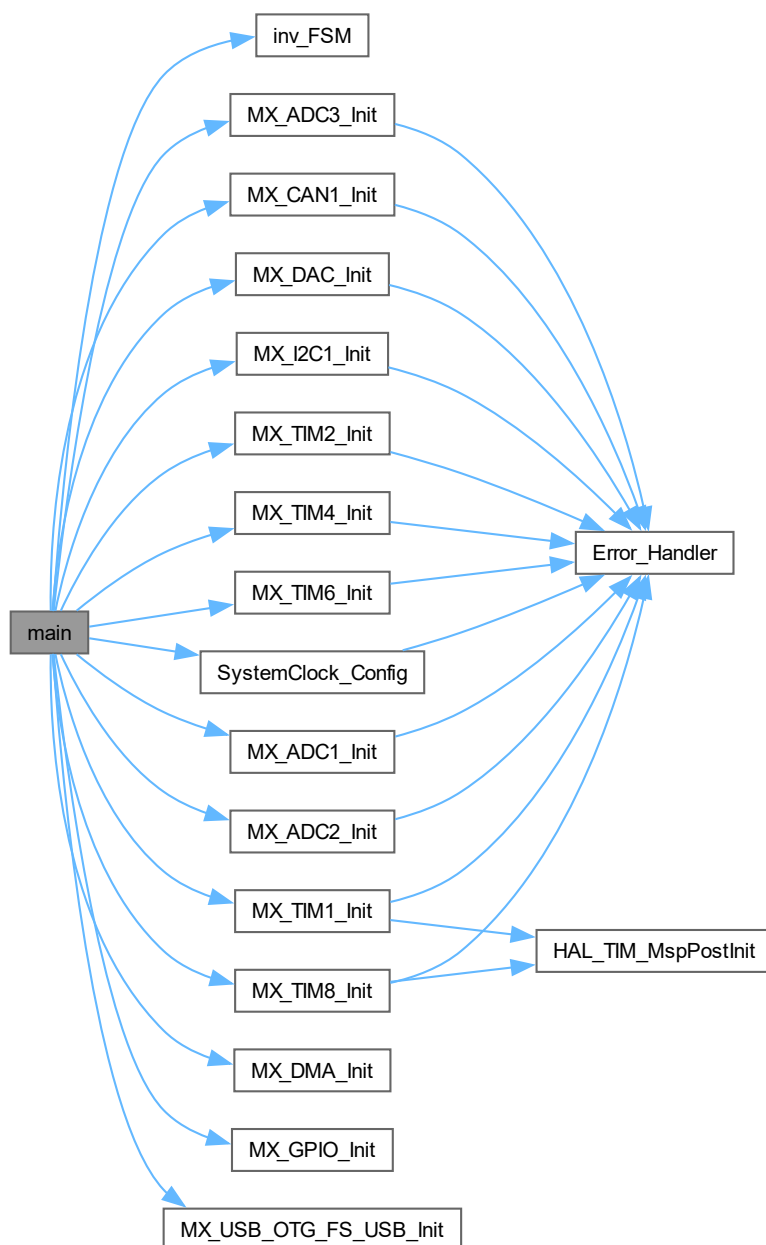 inv_FSM
MX_ADC3_Init
MX_CAN1_Init
MX_DAC_Init
MX_I2C1_Init
MX_TIM2_Init
MX_TIM4_Init
Error_Handler
MX_TIM6_Init
main
SystemClock_Config
MX_ADC1_Init
MX_ADC2_Init
MX_TIM1_Init
HAL_TIM_MspPostInit
MX_TIM8_Init
MX_DMA_Init
MX_GPIO_Init
MX_USB_OTG_FS_USB_Init